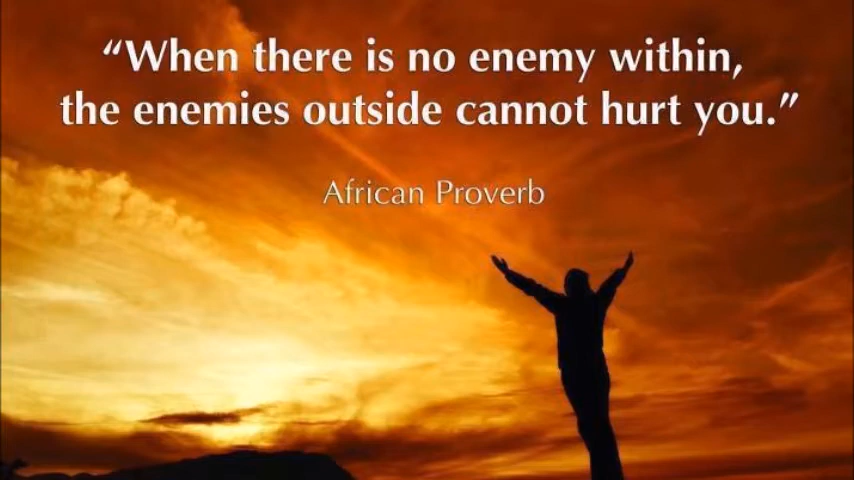 “When there is no enemy within,
the enemies outside cannot hurt you.”
African Proverb